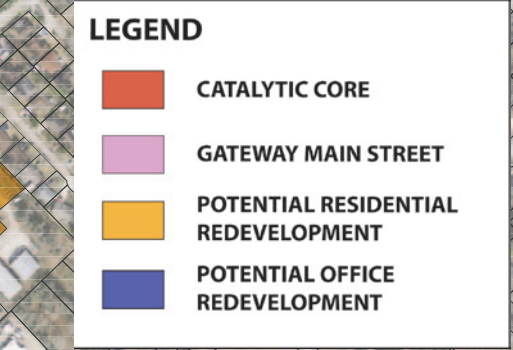 LEGEND
CATALYTIC CORE
GATEWAY MAIN STREET
POTENTIAL RESIDENTIAL
REDEVELOPMENT
POTENTIAL OFFICE
REDEVELOPMENT